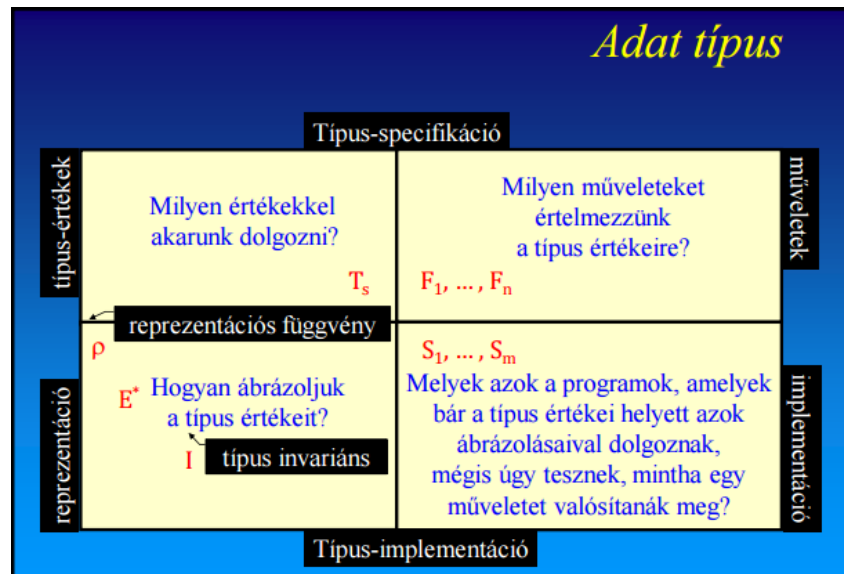 Adat típus
Típus-specifikáció
típus-értékek
Milyen értékekkel
akarunk dolgozni?
Tₛ
Milyen műveleteket
értelmezzünk
a típus értékeire?
F₁, ... , Fₙ
műveletek
reprezentációs függvény
reprezentáció
ρ
E* Hogyan ábrázoljuk
a típus értékeit?
I típus invariáns
S₁, ... , Sₘ
Melyek azok a programok, amelyek
bár a típus értékei helyett azok
ábrázolásaival dolgoznak,
mégis úgy tesznek, mintha egy
műveletet valósítanák meg?
implementáció
Típus-implementáció